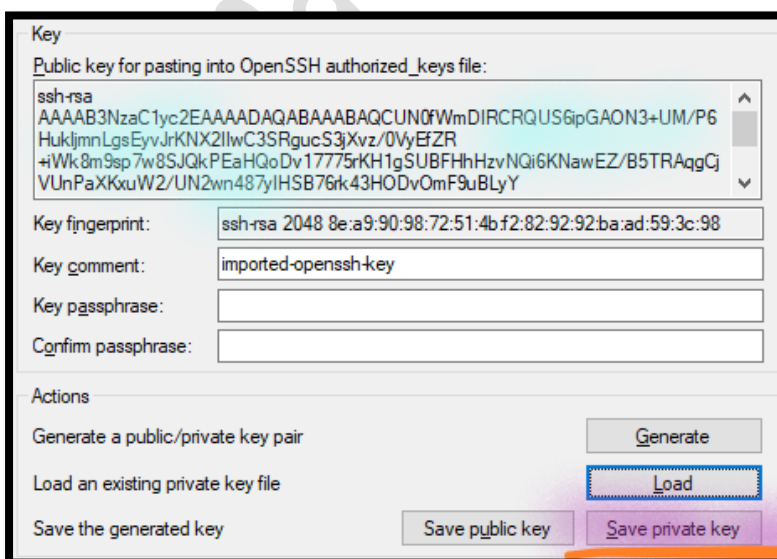 Key
Public key for pasting into OpenSSH authorized_keys file:
ssh-rsa
AAAAB3NzaC1yc2EAAAADAQABAAABAQCUN0fWmDIRCRQUS6ipGAON3+UM/P6
HukIjmnLgsEyvJrKNX2IIwC3SRgucS3jXvz/0VyEfZR
+iWk8m9sp7w8SJQkPEaHQoDv17775rKH1gSUBFHhHzvNQi6KNawEZ/B5TRAqgCj
VUnPaXKxuW2/UN2wn487yIHSB76rk43HODvOmF9uBLyY
Key fingerprint: ssh-rsa 2048 8e:a9:90:98:72:51:4b:f2:82:92:92:ba:ad:59:3c:98
Key comment: imported-openssh-key
Key passphrase:
Confirm passphrase:
Actions
Generate a public/private key pair Generate
Load an existing private key file Load
Save the generated key Save public key Save private key